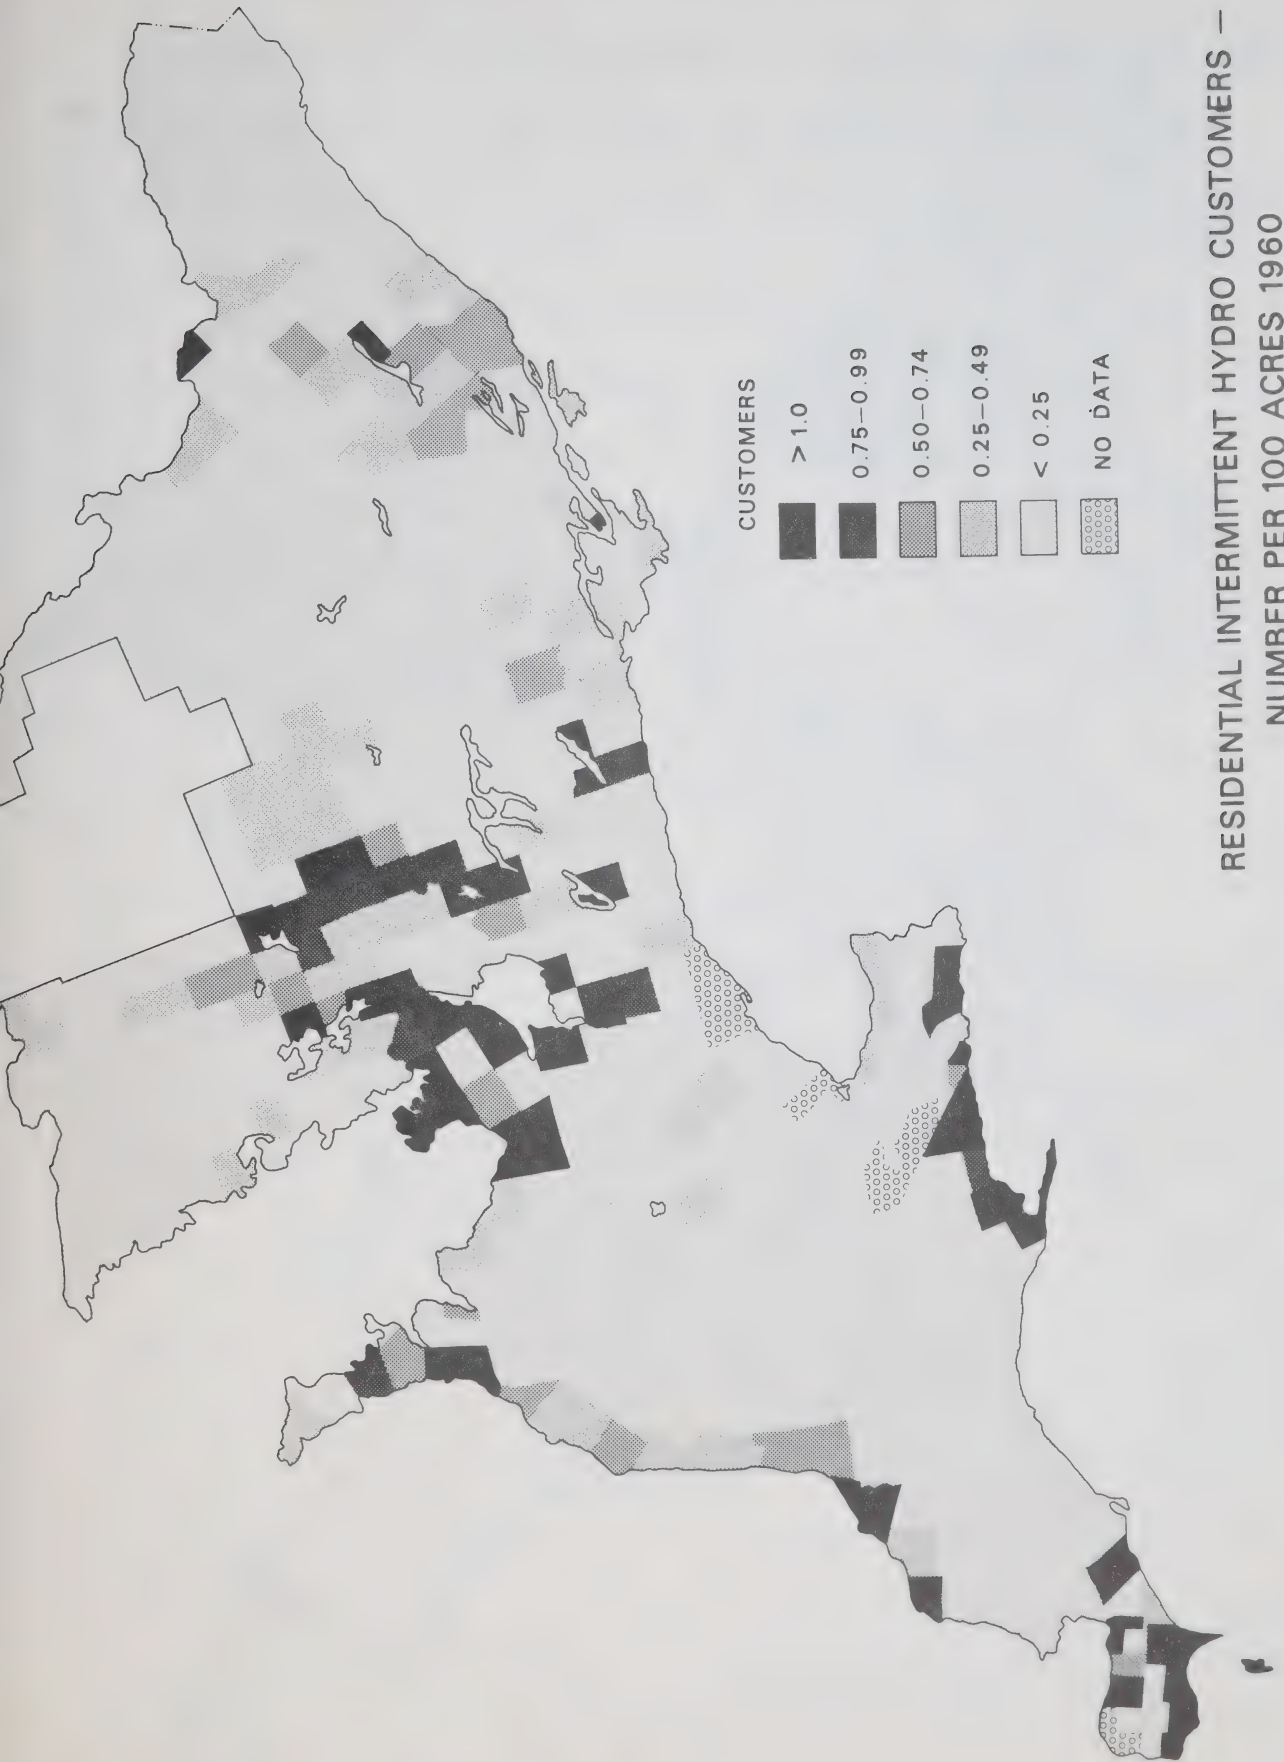 CUSTOMERS
> 1.0
0.75–0.99
0.50–0.74
0.25–0.49
< 0.25
NO DATA
RESIDENTIAL INTERMITTENT HYDRO CUSTOMERS –
NUMBER PER 100 ACRES 1960